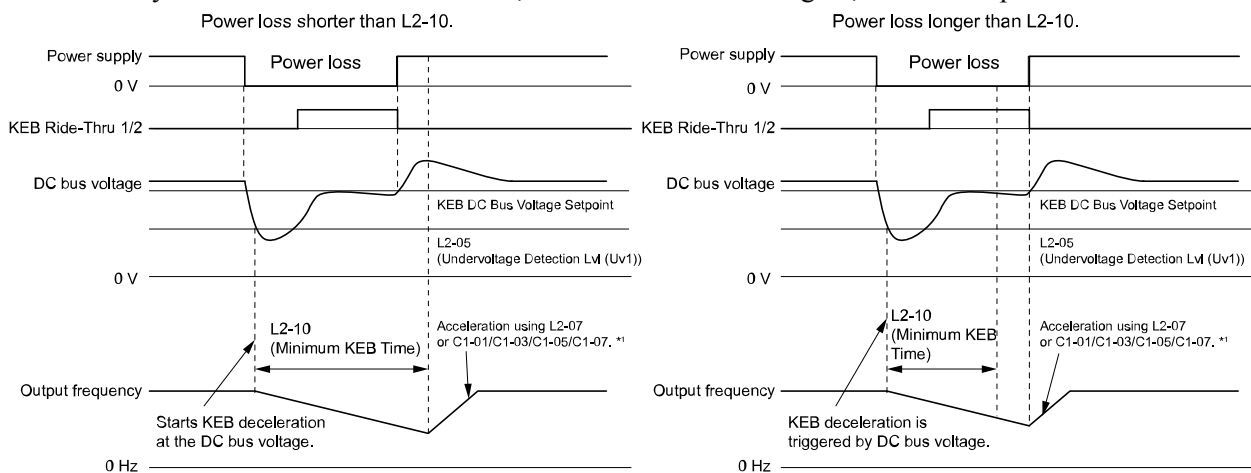 Power loss shorter than L2-10.
Power supply
Power loss
0 V
KEB Ride-Thru 1/2
DC bus voltage
KEB DC Bus Voltage Setpoint
L2-05
(Undervoltage Detection Lvl (Uv1))
0 V
L2-10
(Minimum KEB Time)
Acceleration using L2-07
or C1-01/C1-03/C1-05/C1-07. *1
Output frequency
Starts KEB deceleration
at the DC bus voltage.
0 Hz
Power loss longer than L2-10.
Power supply
Power loss
0 V
KEB Ride-Thru 1/2
DC bus voltage
KEB DC Bus Voltage Setpoint
L2-05
(Undervoltage Detection Lvl (Uv1))
0 V
L2-10
(Minimum KEB
Time)
Acceleration using L2-07
or C1-01/C1-03/C1-05/C1-07. *1
Output frequency
KEB deceleration is
triggered by DC bus voltage.
0 Hz